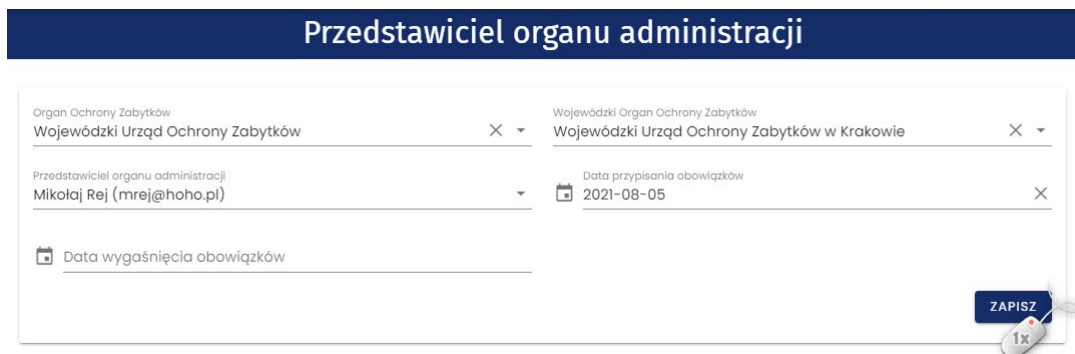 Przedstawiciel organu administracji
Organ Ochrony Zabytków
Wojewódzki Urząd Ochrony Zabytków
Wojewódzki Organ Ochrony Zabytków
Wojewódzki Urząd Ochrony Zabytków w Krakowie
Przedstawiciel organu administracji
Mikołaj Rej (mrej@hoho.pl)
Data przypisania obowiązków
2021-08-05
Data wygaśnięcia obowiązków
ZAPISZ
1x